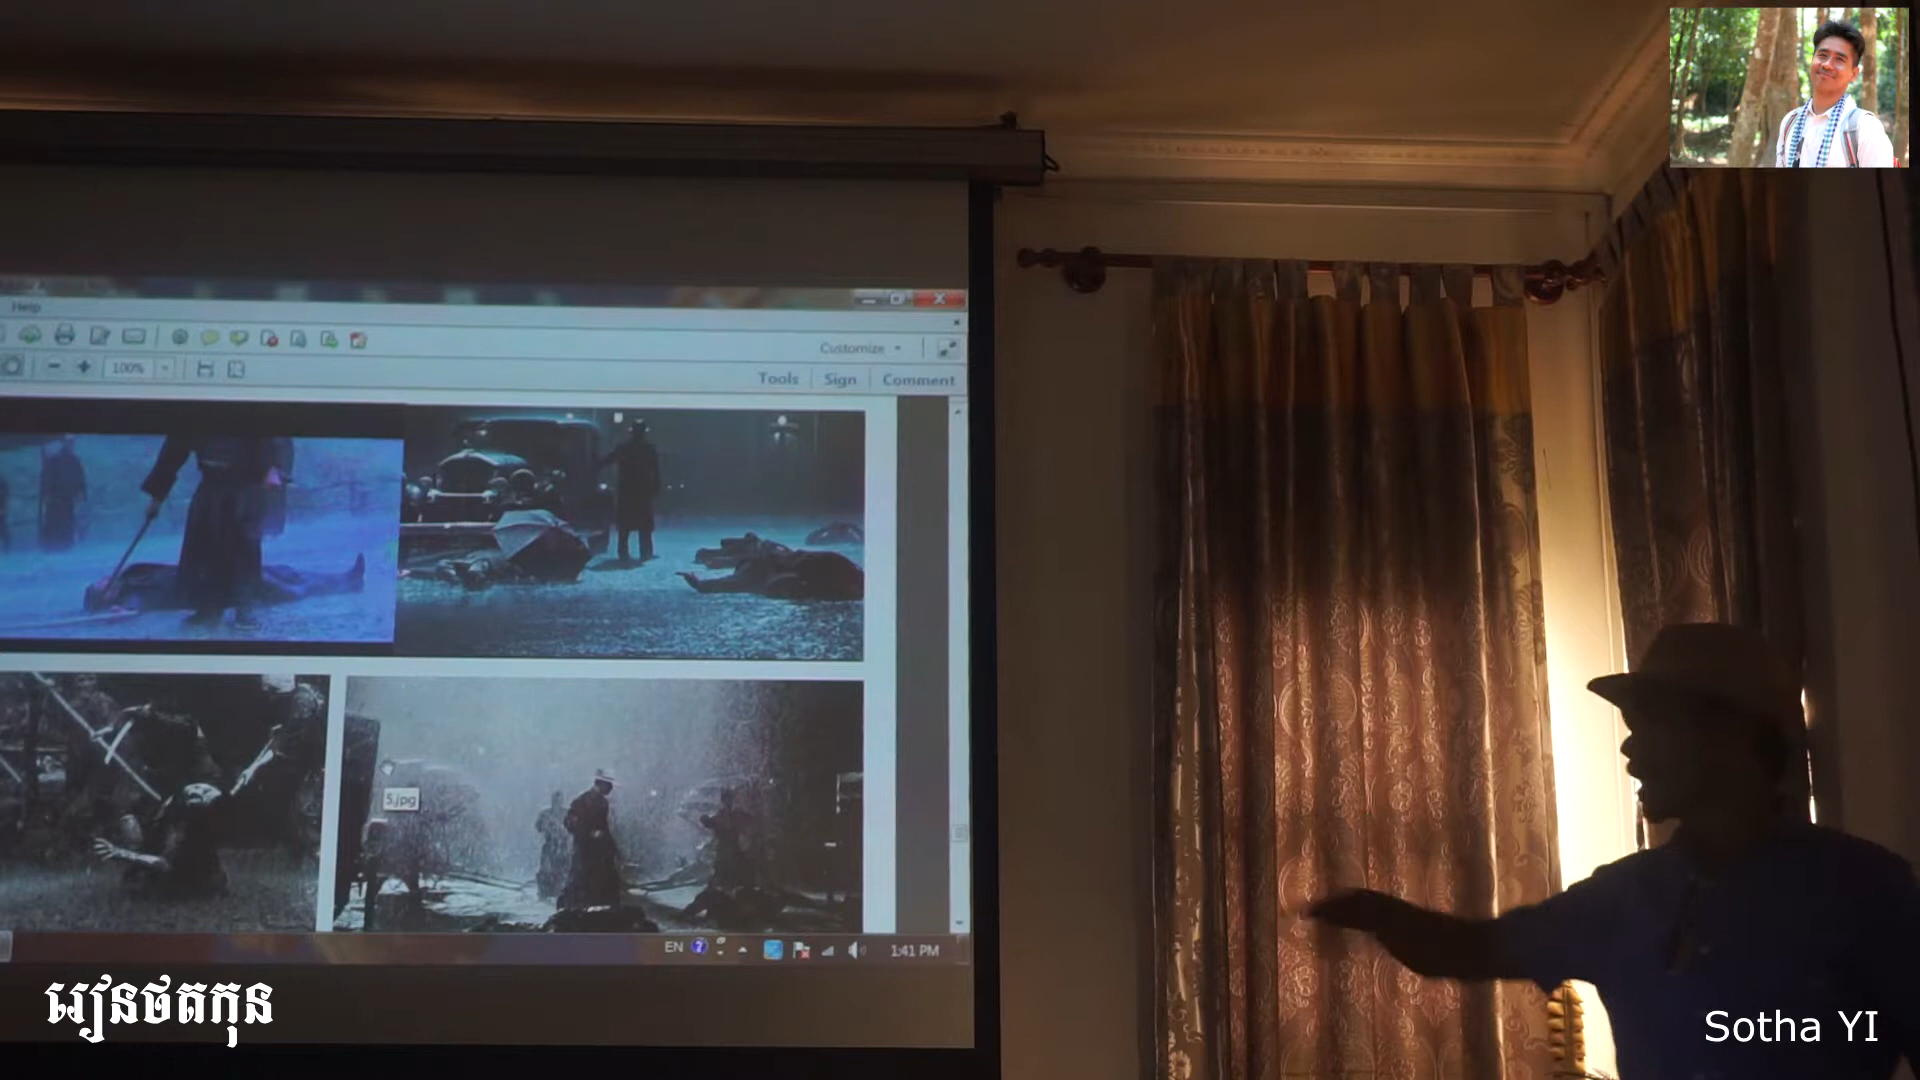 Help
Customize
100%
Tools Sign Comment
5.jpg
EN 1:41 PM
រៀនថតកុន
Sotha YI